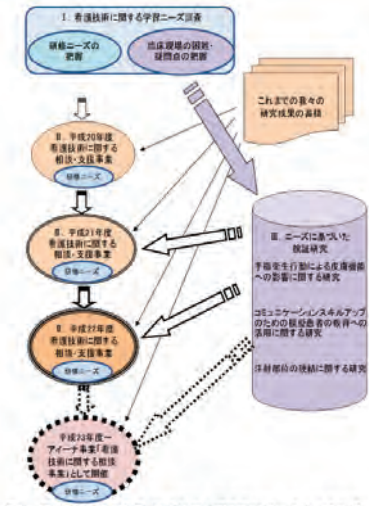 Ⅰ. 看護技術に関する学習ニーズ調査
研修ニーズの
把握
臨床現場の困難・
疑問点の把握
これまでの我々の
研究成果の蓄積
Ⅱ. 平成20年度
看護技術に関する
相談・支援事業
研修ニーズ
Ⅱ. 平成21年度
看護技術に関する
相談・支援事業
研修ニーズ
Ⅱ. 平成22年度
看護技術に関する
相談・支援事業
研修ニーズ
平成23年度～
アイーナ事業「看護
技術に関する相談
事業」として開催
研修ニーズ
Ⅲ. ニーズに基づいた
検証研究
手指衛生行動による皮膚機能
への影響に関する研究
コミュニケーションスキルアップ
のための模擬患者の教育への
活用に関する研究
注射部位の硬結に関する研究